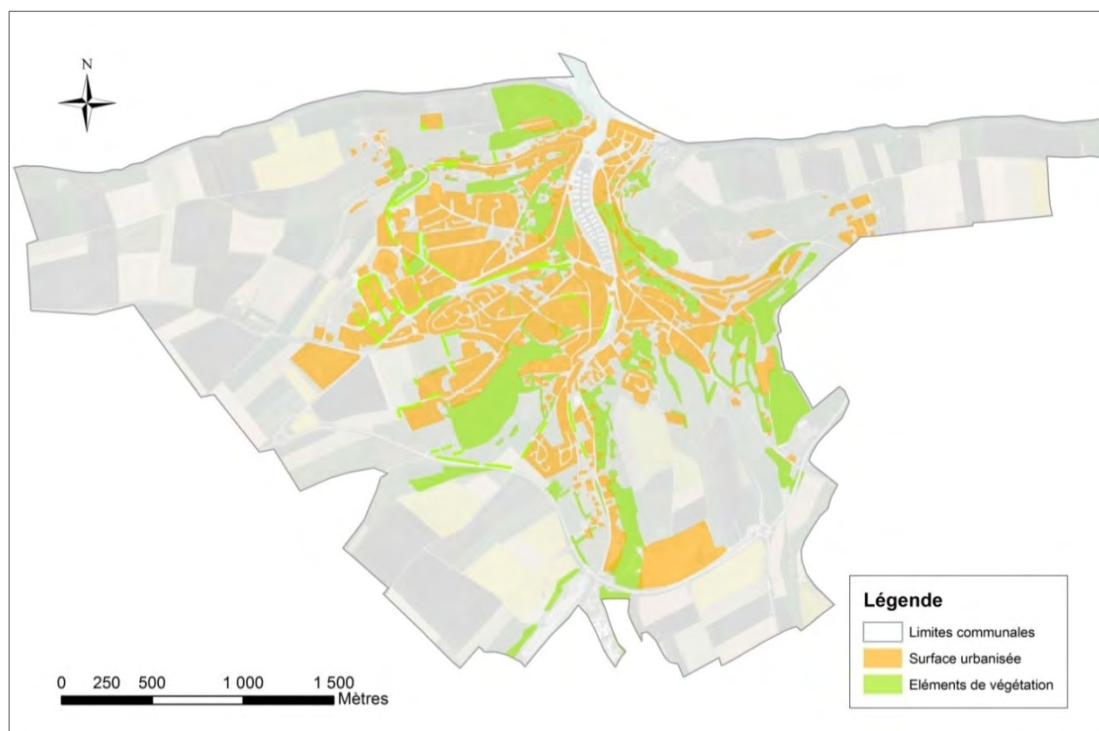 N
0 250 500 1 000 1 500
Mètres
Légende
Limites communales
Surface urbanisée
Eléments de végétation